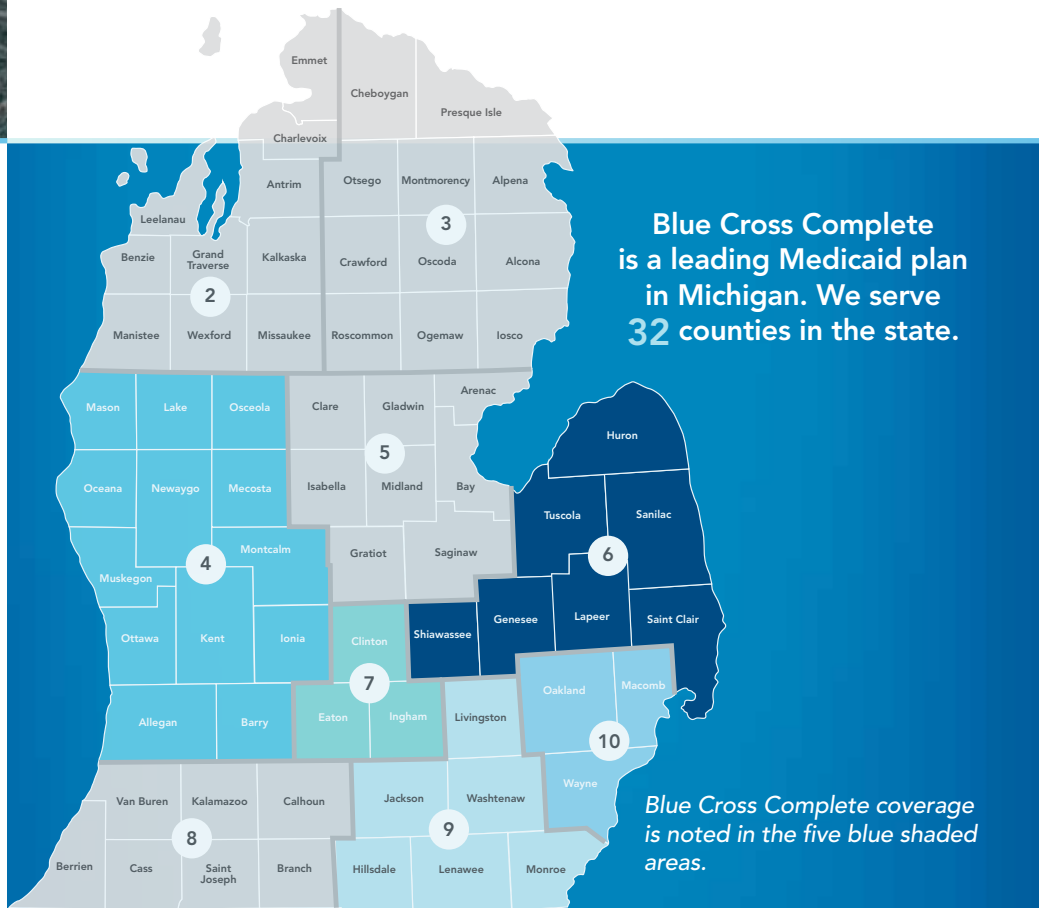 Emmet
Cheboygan
Presque Isle
Charlevoix
Antrim
Otsego
Montmorency
Alpena
Leelanau
3
Benzie
Grand
Traverse
Kalkaska
Crawford
Oscoda
Alcona
2
Manistee
Wexford
Missaukee
Roscommon
Ogemaw
Iosco
Blue Cross Complete
is a leading Medicaid plan
in Michigan. We serve
32 counties in the state.
Mason
Lake
Osceola
Clare
Gladwin
Arenac
Huron
5
Oceana
Newaygo
Mecosta
Isabella
Midland
Bay
Tuscola
Sanilac
4
Montcalm
Gratiot
Saginaw
6
Muskegon
Ottawa
Kent
Ionia
Clinton
Shiawassee
Genesee
Lapeer
Saint Clair
7
Allegan
Barry
Eaton
Ingham
Livingston
Oakland
Macomb
10
Wayne
Van Buren
Kalamazoo
Calhoun
Jackson
Washtenaw
8
9
Berrien
Cass
Saint
Joseph
Branch
Hillsdale
Lenawee
Monroe
Blue Cross Complete coverage
is noted in the five blue shaded
areas.